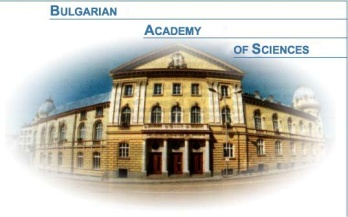 BULGARIAN
ACADEMY
OF SCIENCES